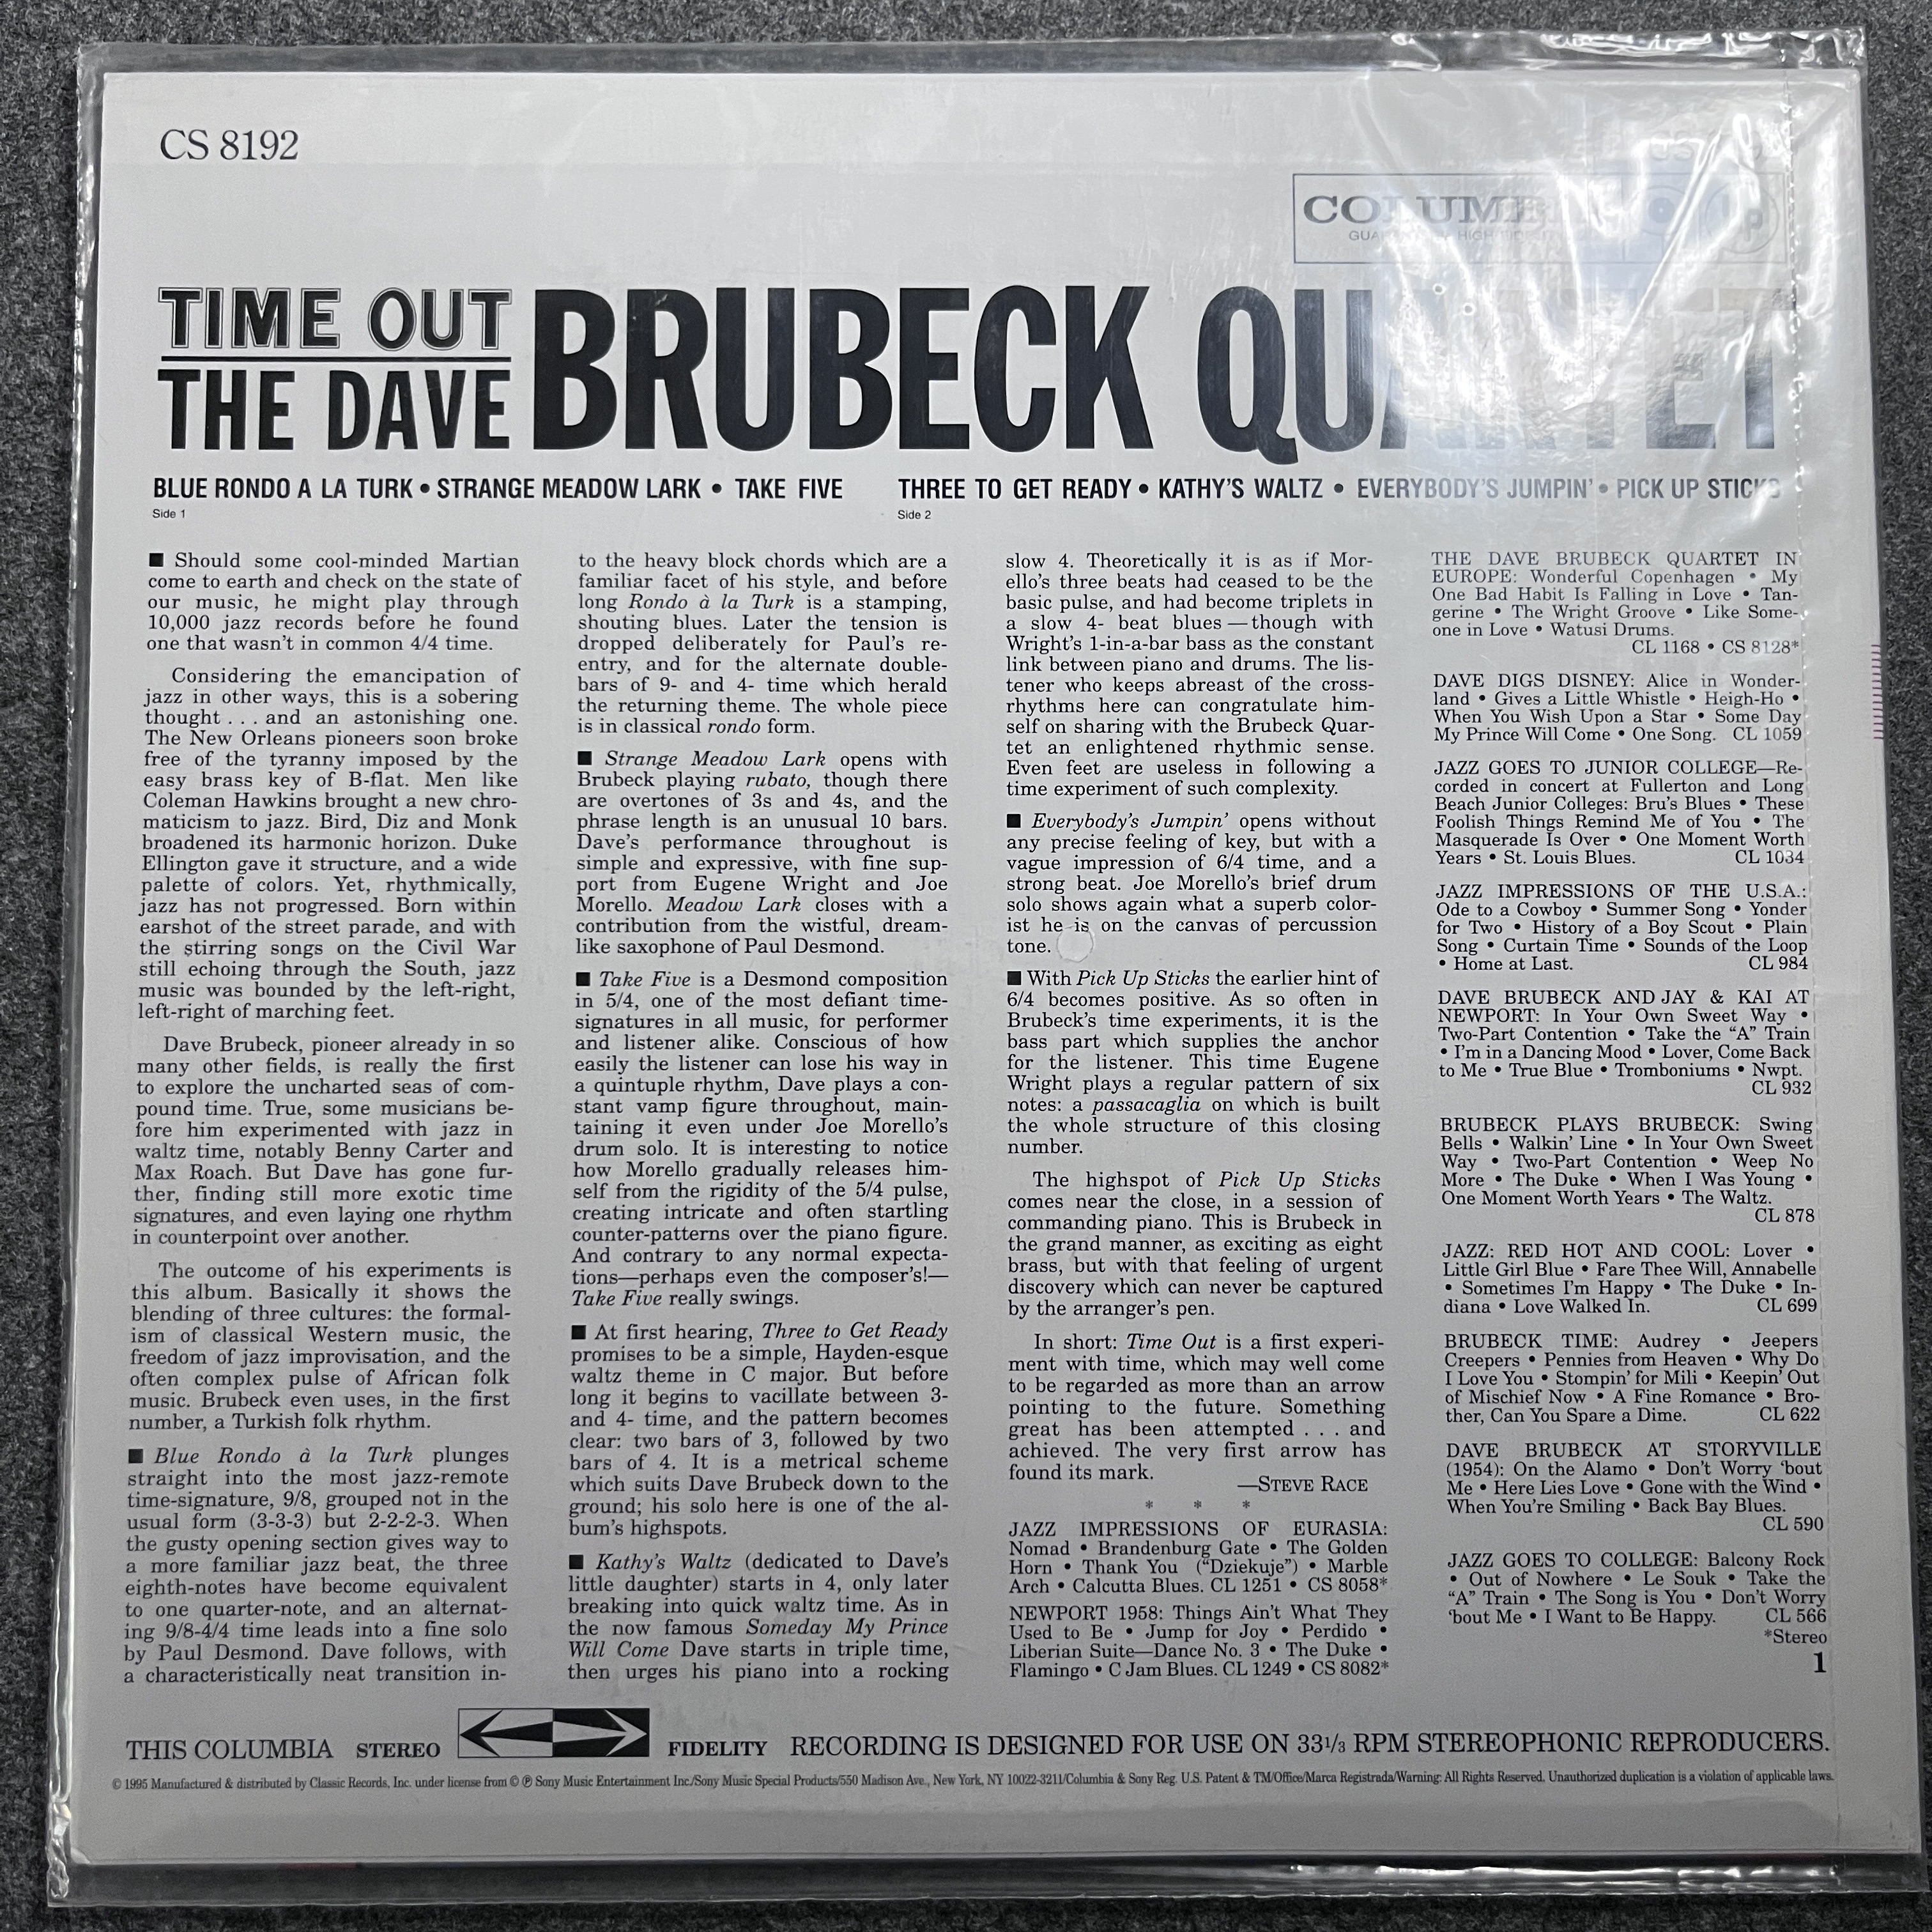 CS 8192
COLUMB
TIME OUT
THE DAVE BRUBECK QUARTET
BLUE RONDO A LA TURK • STRANGE MEADOW LARK • TAKE FIVE
Side 1
THREE TO GET READY • KATHY'S WALTZ • EVERYBODY'S JUMPIN' • PICK UP STICKS
Side 2
■ Should some cool-minded Martian
come to earth and check on the state of
our music, he might play through
10,000 jazz records before he found
one that wasn't in common 4/4 time.
Considering the emancipation of
jazz in other ways, this is a sobering
thought . . . and an astonishing one.
The New Orleans pioneers soon broke
free of the tyranny imposed by the
easy brass key of B-flat. Men like
Coleman Hawkins brought a new chro-
maticism to jazz. Bird, Diz and Monk
broadened its harmonic horizon. Duke
Ellington gave it structure, and a wide
palette of colors. Yet, rhythmically,
jazz has not progressed. Born within
earshot of the street parade, and with
the stirring songs on the Civil War
still echoing through the South, jazz
music was bounded by the left-right,
left-right of marching feet.
Dave Brubeck, pioneer already in so
many other fields, is really the first
to explore the uncharted seas of com-
pound time. True, some musicians be-
fore him experimented with jazz in
waltz time, notably Benny Carter and
Max Roach. But Dave has gone fur-
ther, finding still more exotic time
signatures, and even laying one rhythm
in counterpoint over another.
The outcome of his experiments is
this album. Basically it shows the
blending of three cultures: the formal-
ism of classical Western music, the
freedom of jazz improvisation, and the
often complex pulse of African folk
music. Brubeck even uses, in the first
number, a Turkish folk rhythm.
■ Blue Rondo à la Turk plunges
straight into the most jazz-remote
time-signature, 9/8, grouped not in the
usual form (3-3-3) but 2-2-2-3. When
the gusty opening section gives way to
a more familiar jazz beat, the three
eighth-notes have become equivalent
to one quarter-note, and an alternat-
ing 9/8-4/4 time leads into a fine solo
by Paul Desmond. Dave follows, with
a characteristically neat transition in-
to the heavy block chords which are a
familiar facet of his style, and before
long Rondo à la Turk is a stamping,
shouting blues. Later the tension is
dropped deliberately for Paul's re-
entry, and for the alternate double-
bars of 9- and 4- time which herald
the returning theme. The whole piece
is in classical rondo form.
■ Strange Meadow Lark opens with
Brubeck playing rubato, though there
are overtones of 3s and 4s, and the
phrase length is an unusual 10 bars.
Dave's performance throughout is
simple and expressive, with fine sup-
port from Eugene Wright and Joe
Morello. Meadow Lark closes with a
contribution from the wistful, dream-
like saxophone of Paul Desmond.
■ Take Five is a Desmond composition
in 5/4, one of the most defiant time-
signatures in all music, for performer
and listener alike. Conscious of how
easily the listener can lose his way in
a quintuple rhythm, Dave plays a con-
stant vamp figure throughout, main-
taining it even under Joe Morello's
drum solo. It is interesting to notice
how Morello gradually releases him-
self from the rigidity of the 5/4 pulse,
creating intricate and often startling
counter-patterns over the piano figure.
And contrary to any normal expecta-
tions—perhaps even the composer's!—
Take Five really swings.
■ At first hearing, Three to Get Ready
promises to be a simple, Hayden-esque
waltz theme in C major. But before
long it begins to vacillate between 3-
and 4- time, and the pattern becomes
clear: two bars of 3, followed by two
bars of 4. It is a metrical scheme
which suits Dave Brubeck down to the
ground; his solo here is one of the al-
bum's highspots.
■ Kathy's Waltz (dedicated to Dave's
little daughter) starts in 4, only later
breaking into quick waltz time. As in
the now famous Someday My Prince
Will Come Dave starts in triple time,
then urges his piano into a rocking
slow 4. Theoretically it is as if Mor-
ello's three beats had ceased to be the
basic pulse, and had become triplets in
a slow 4- beat blues — though with
Wright's 1-in-a-bar bass as the constant
link between piano and drums. The lis-
tener who keeps abreast of the cross-
rhythms here can congratulate him-
self on sharing with the Brubeck Quar-
tet an enlightened rhythmic sense.
Even feet are useless in following a
time experiment of such complexity.
■ Everybody's Jumpin' opens without
any precise feeling of key, but with a
vague impression of 6/4 time, and a
strong beat. Joe Morello's brief drum
solo shows again what a superb color-
ist he is on the canvas of percussion
tone.
■ With Pick Up Sticks the earlier hint of
6/4 becomes positive. As so often in
Brubeck's time experiments, it is the
bass part which supplies the anchor
for the listener. This time Eugene
Wright plays a regular pattern of six
notes: a passacaglia on which is built
the whole structure of this closing
number.
The highspot of Pick Up Sticks
comes near the close, in a session of
commanding piano. This is Brubeck in
the grand manner, as exciting as eight
brass, but with that feeling of urgent
discovery which can never be captured
by the arranger's pen.
In short: Time Out is a first experi-
ment with time, which may well come
to be regarded as more than an arrow
pointing to the future. Something
great has been attempted . . . and
achieved. The very first arrow has
found its mark.
—STEVE RACE
* * *
JAZZ IMPRESSIONS OF EURASIA:
Nomad • Brandenburg Gate • The Golden
Horn • Thank You ("Dziekuje") • Marble
Arch • Calcutta Blues. CL 1251 • CS 8058*
NEWPORT 1958: Things Ain't What They
Used to Be • Jump for Joy • Perdido •
Liberian Suite—Dance No. 3 • The Duke •
Flamingo • C Jam Blues. CL 1249 • CS 8082*
THE DAVE BRUBECK QUARTET IN
EUROPE: Wonderful Copenhagen • My
One Bad Habit Is Falling in Love • Tan-
gerine • The Wright Groove • Like Some-
one in Love • Watusi Drums.
CL 1168 • CS 8128*
DAVE DIGS DISNEY: Alice in Wonder-
land • Gives a Little Whistle • Heigh-Ho •
When You Wish Upon a Star • Some Day
My Prince Will Come • One Song. CL 1059
JAZZ GOES TO JUNIOR COLLEGE—Re-
corded in concert at Fullerton and Long
Beach Junior Colleges: Bru's Blues • These
Foolish Things Remind Me of You • The
Masquerade Is Over • One Moment Worth
Years • St. Louis Blues. CL 1034
JAZZ IMPRESSIONS OF THE U.S.A.:
Ode to a Cowboy • Summer Song • Yonder
for Two • History of a Boy Scout • Plain
Song • Curtain Time • Sounds of the Loop
• Home at Last. CL 984
DAVE BRUBECK AND JAY & KAI AT
NEWPORT: In Your Own Sweet Way •
Two-Part Contention • Take the "A" Train
• I'm in a Dancing Mood • Lover, Come Back
to Me • True Blue • Tromboniums • Nwpt.
CL 932
BRUBECK PLAYS BRUBECK: Swing
Bells • Walkin' Line • In Your Own Sweet
Way • Two-Part Contention • Weep No
More • The Duke • When I Was Young •
One Moment Worth Years • The Waltz.
CL 878
JAZZ: RED HOT AND COOL: Lover •
Little Girl Blue • Fare Thee Will, Annabelle
• Sometimes I'm Happy • The Duke • In-
diana • Love Walked In. CL 699
BRUBECK TIME: Audrey • Jeepers
Creepers • Pennies from Heaven • Why Do
I Love You • Stompin' for Mili • Keepin' Out
of Mischief Now • A Fine Romance • Bro-
ther, Can You Spare a Dime. CL 622
DAVE BRUBECK AT STORYVILLE
(1954): On the Alamo • Don't Worry 'bout
Me • Here Lies Love • Gone with the Wind •
When You're Smiling • Back Bay Blues.
CL 590
JAZZ GOES TO COLLEGE: Balcony Rock
• Out of Nowhere • Le Souk • Take the
"A" Train • The Song is You • Don't Worry
'bout Me • I Want to Be Happy. CL 566
*Stereo
1
THIS COLUMBIA STEREO FIDELITY RECORDING IS DESIGNED FOR USE ON 33 1/3 RPM STEREOPHONIC REPRODUCERS.
© 1995 Manufactured & distributed by Classic Records, Inc. under license from © ℗ Sony Music Entertainment Inc/Sony Music Special Products/550 Madison Ave., New York, NY 10022-3211/Columbia & Sony Reg. U.S. Patent & TM/Office/Marca Registrada/Warning: All Rights Reserved. Unauthorized duplication is a violation of applicable laws.